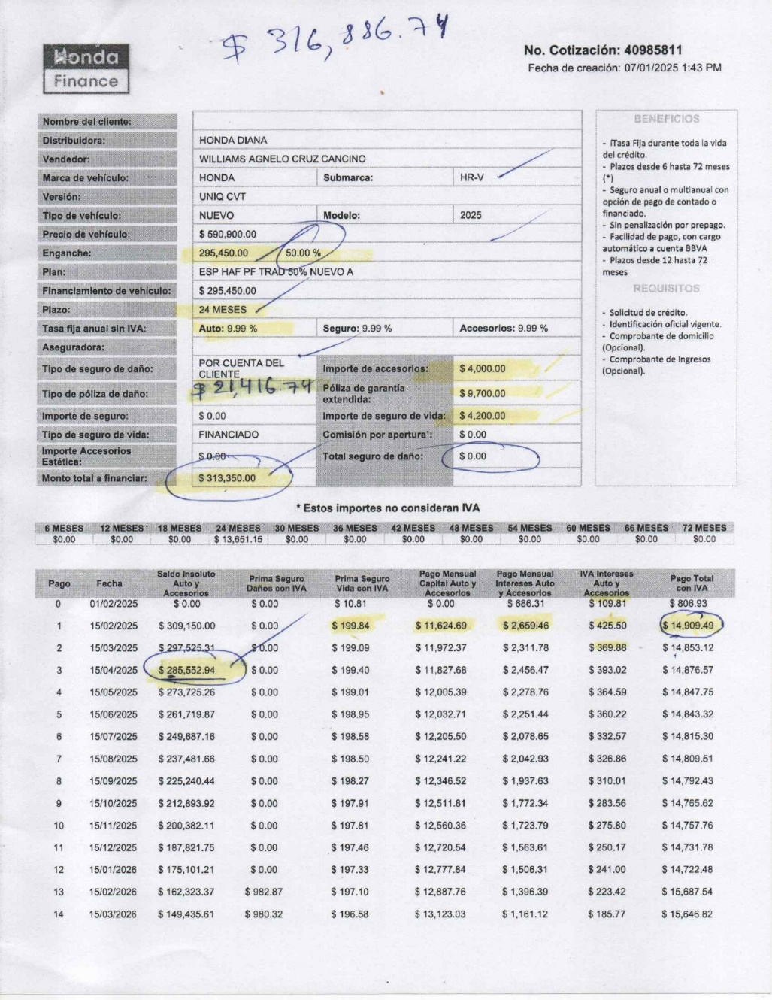 $ 316,886.74
Honda
Finance
No. Cotización: 40985811
Fecha de creación: 07/01/2025 1:43 PM
Nombre del cliente:
Distribuidora: HONDA DIANA
Vendedor: WILLIAMS AGNELO CRUZ CANCINO
Marca de vehículo: HONDA Submarca: HR-V
Versión: UNIQ CVT
Tipo de vehículo: NUEVO Modelo: 2025
Precio de vehículo: $ 590,900.00
Enganche: 295,450.00 50.00 %
Plan: ESP HAF PF TRAD 50% NUEVO A
Financiamiento de vehículo: $ 295,450.00
Plazo: 24 MESES
Tasa fija anual sin IVA: Auto: 9.99 % Seguro: 9.99 % Accesorios: 9.99 %
Aseguradora:
Tipo de seguro de daño: POR CUENTA DEL CLIENTE Importe de accesorios: $ 4,000.00
Tipo de póliza de daño: $ 21,416.74 Póliza de garantía extendida: $ 9,700.00
Importe de seguro: $ 0.00 Importe de seguro de vida: $ 4,200.00
Tipo de seguro de vida: FINANCIADO Comisión por apertura¹: $ 0.00
Importe Accesorios Estética: $ 0.00 Total seguro de daño: $ 0.00
Monto total a financiar: $ 313,350.00
BENEFICIOS
- ¡Tasa Fija durante toda la vida
del crédito.
- Plazos desde 6 hasta 72 meses
(*)
- Seguro anual o multianual con
opción de pago de contado o
financiado.
- Sin penalización por prepago.
- Facilidad de pago, con cargo
automático a cuenta BBVA
- Plazos desde 12 hasta 72
meses
REQUISITOS
- Solicitud de crédito.
- Identificación oficial vigente.
- Comprobante de domicilio
(Opcional).
- Comprobante de Ingresos
(Opcional).
* Estos importes no consideran IVA
6 MESES 12 MESES 18 MESES 24 MESES 30 MESES 36 MESES 42 MESES 48 MESES 54 MESES 60 MESES 66 MESES 72 MESES
$0.00 $0.00 $0.00 $ 13,651.15 $0.00 $0.00 $0.00 $0.00 $0.00 $0.00 $0.00 $0.00
Pago Fecha Saldo Insoluto Auto y Accesorios Prima Seguro Daños con IVA Prima Seguro Vida con IVA Pago Mensual Capital Auto y Accesorios Pago Mensual Intereses Auto y Accesorios IVA Intereses Auto y Accesorios Pago Total con IVA
0 01/02/2025 $ 0.00 $ 0.00 $ 10.81 $ 0.00 $ 686.31 $ 109.81 $ 806.93
1 15/02/2025 $ 309,150.00 $ 0.00 $ 199.84 $ 11,624.69 $ 2,659.46 $ 425.50 $ 14,909.49
2 15/03/2025 $ 297,525.31 $ 0.00 $ 199.09 $ 11,972.37 $ 2,311.78 $ 369.88 $ 14,853.12
3 15/04/2025 $ 285,552.94 $ 0.00 $ 199.40 $ 11,827.68 $ 2,456.47 $ 393.02 $ 14,876.57
4 15/05/2025 $ 273,725.26 $ 0.00 $ 199.01 $ 12,005.39 $ 2,278.76 $ 364.59 $ 14,847.75
5 15/06/2025 $ 261,719.87 $ 0.00 $ 198.95 $ 12,032.71 $ 2,251.44 $ 360.22 $ 14,843.32
6 15/07/2025 $ 249,687.16 $ 0.00 $ 198.58 $ 12,205.50 $ 2,078.65 $ 332.57 $ 14,815.30
7 15/08/2025 $ 237,481.66 $ 0.00 $ 198.50 $ 12,241.22 $ 2,042.93 $ 326.86 $ 14,809.51
8 15/09/2025 $ 225,240.44 $ 0.00 $ 198.27 $ 12,346.52 $ 1,937.63 $ 310.01 $ 14,792.43
9 15/10/2025 $ 212,893.92 $ 0.00 $ 197.91 $ 12,511.81 $ 1,772.34 $ 283.56 $ 14,765.62
10 15/11/2025 $ 200,382.11 $ 0.00 $ 197.81 $ 12,560.36 $ 1,723.79 $ 275.80 $ 14,757.76
11 15/12/2025 $ 187,821.75 $ 0.00 $ 197.46 $ 12,720.54 $ 1,563.61 $ 250.17 $ 14,731.78
12 15/01/2026 $ 175,101.21 $ 0.00 $ 197.33 $ 12,777.84 $ 1,506.31 $ 241.00 $ 14,722.48
13 15/02/2026 $ 162,323.37 $ 982.87 $ 197.10 $ 12,887.76 $ 1,396.39 $ 223.42 $ 15,687.54
14 15/03/2026 $ 149,435.61 $ 980.32 $ 196.58 $ 13,123.03 $ 1,161.12 $ 185.77 $ 15,646.82